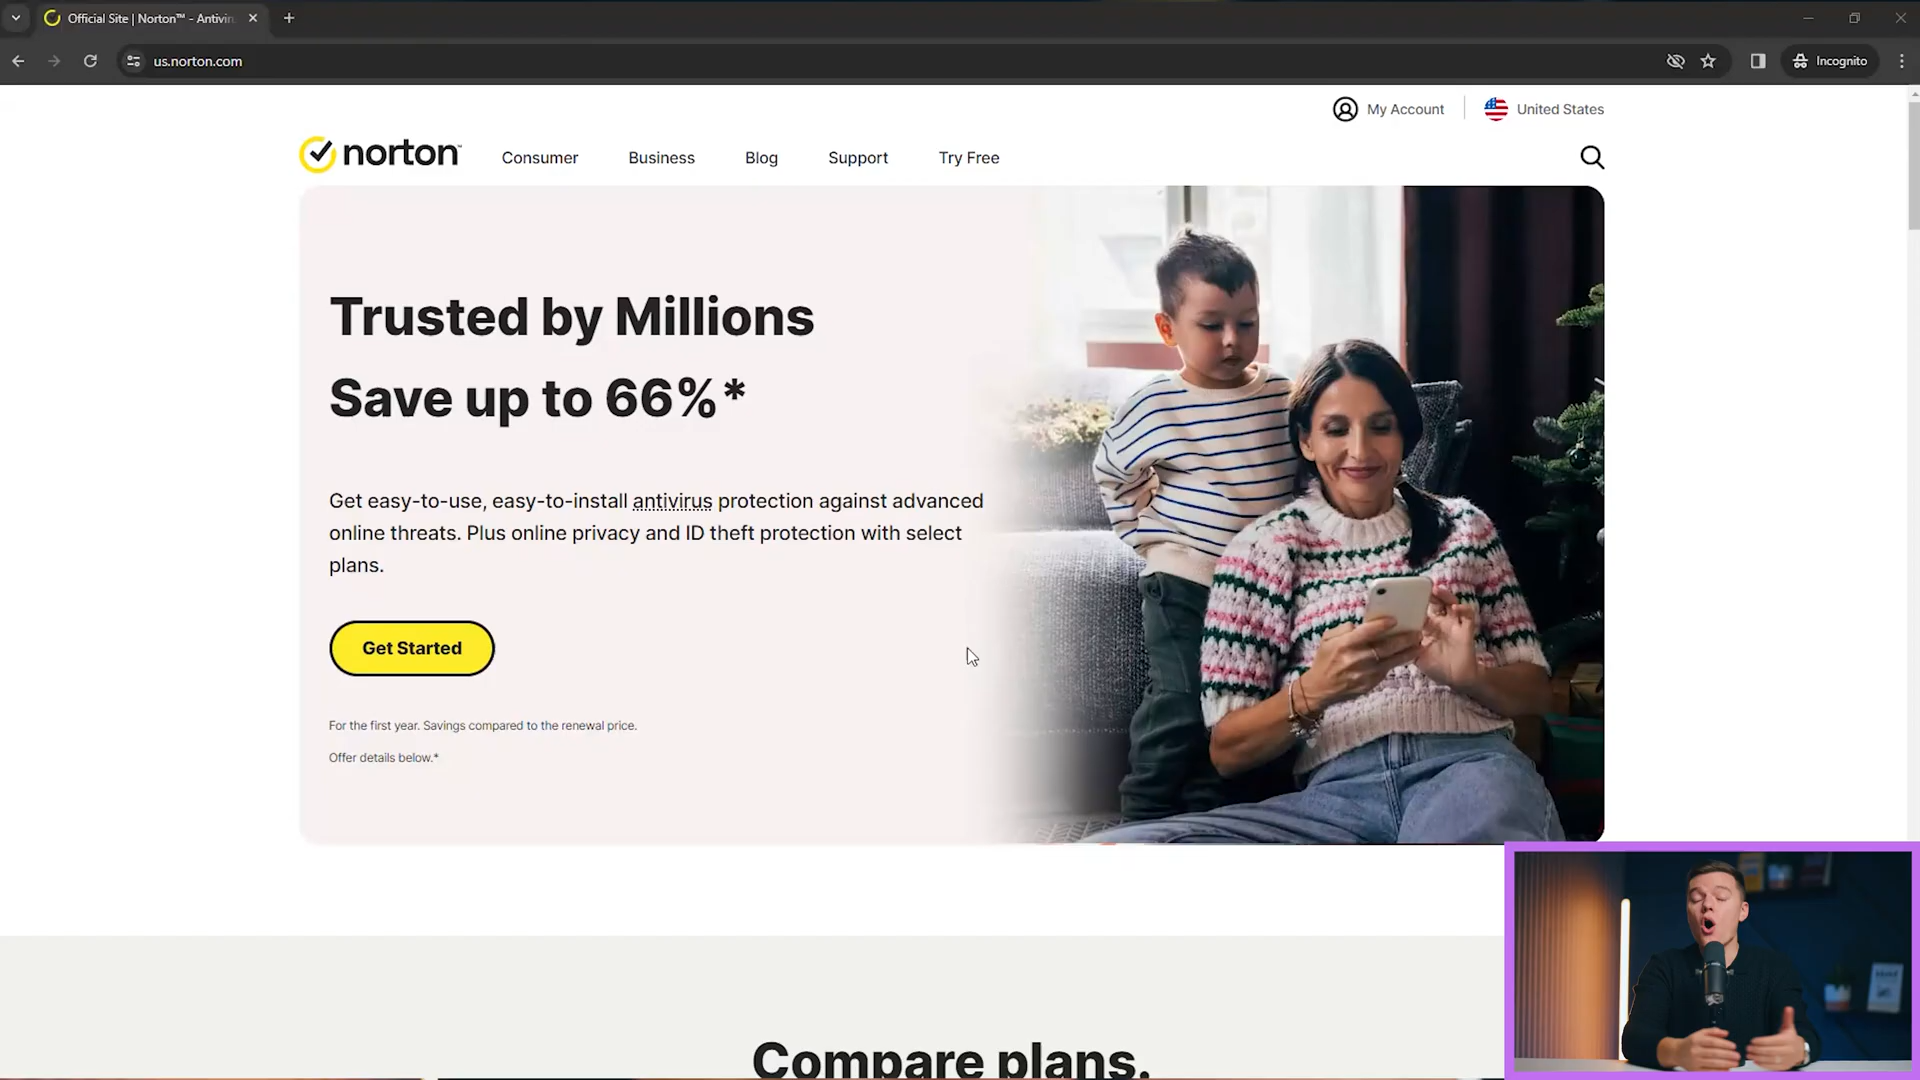 Official Site | Norton™ - Antivir
us.norton.com
Incognito
My Account
United States
norton
Consumer
Business
Blog
Support
Try Free
Trusted by Millions
Save up to 66%*
Get easy-to-use, easy-to-install antivirus protection against advanced
online threats. Plus online privacy and ID theft protection with select
plans.
Get Started
For the first year. Savings compared to the renewal price.
Offer details below.*
Compare plans.